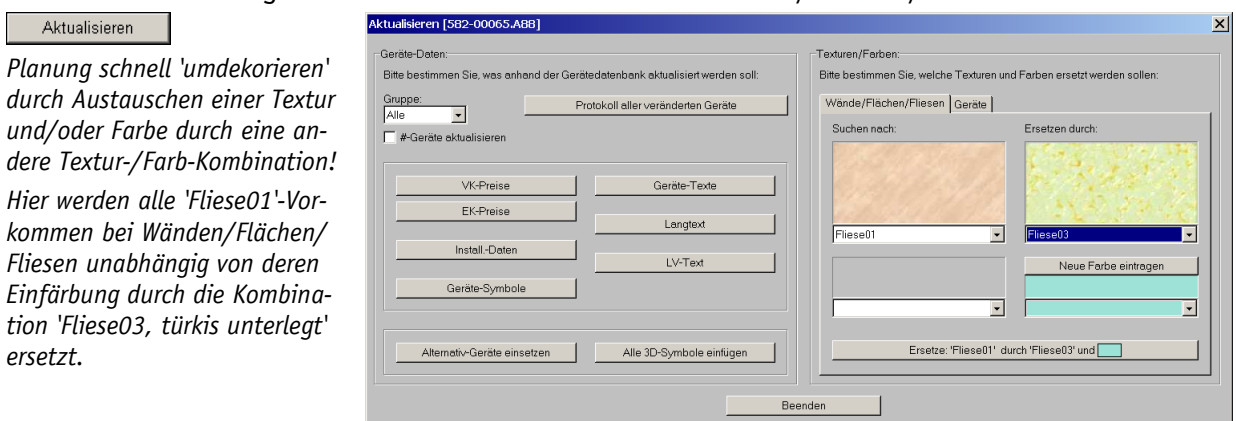 Aktualisieren
Planung schnell 'umdekorieren'
durch Austauschen einer Textur
und/oder Farbe durch eine an-
dere Textur-/Farb-Kombination!
Hier werden alle 'Fliese01'-Vor-
kommen bei Wänden/Flächen/
Fliesen unabhängig von deren
Einfärbung durch die Kombina-
tion 'Fliese03, türkis unterlegt'
ersetzt.
Aktualisieren [582-00065.A88]
Geräte-Daten:
Bitte bestimmen Sie, was anhand der Gerätedatenbank aktualisiert werden soll:
Gruppe:
Alle
Protokoll aller veränderten Geräte
#-Geräte aktualisieren
VK-Preise
Geräte-Texte
EK-Preise
Langtext
Install.-Daten
LV-Text
Geräte-Symbole
Alternativ-Geräte einsetzen
Alle 3D-Symbole einfügen
Texturen/Farben:
Bitte bestimmen Sie, welche Texturen und Farben ersetzt werden sollen:
Wände/Flächen/Fliesen
Geräte
Suchen nach:
Ersetzen durch:
Fliese01
Fliese03
Neue Farbe eintragen
Ersetze: 'Fliese01' durch 'Fliese03' und
Beenden